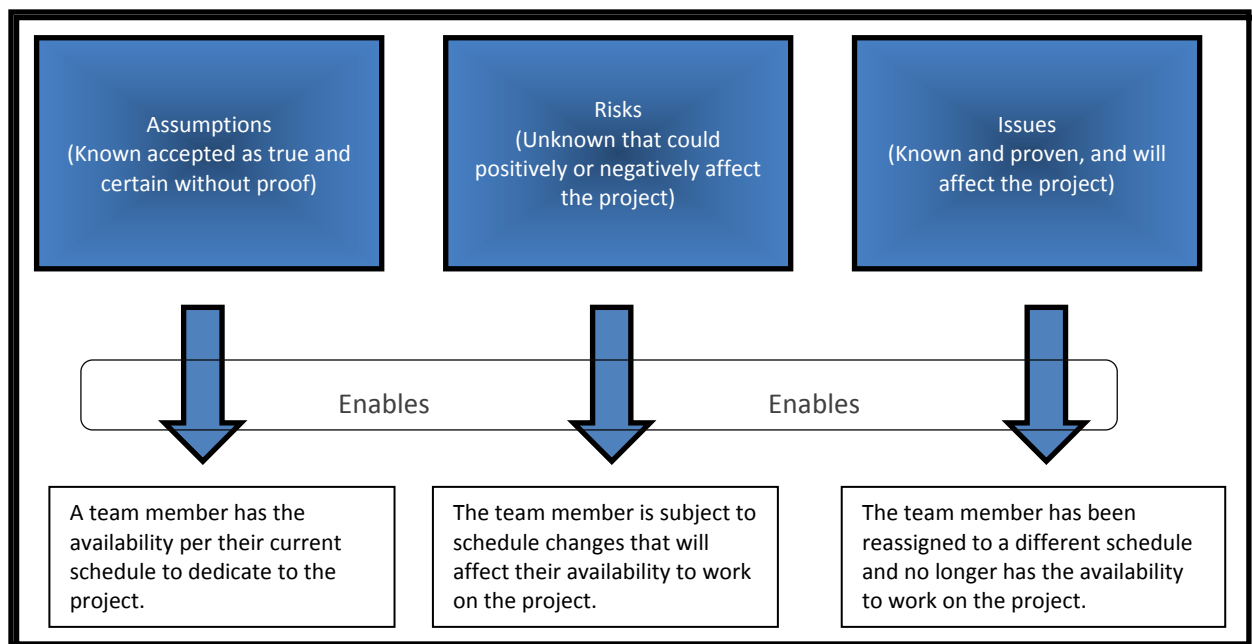 Assumptions
(Known accepted as true and
certain without proof)
Risks
(Unknown that could
positively or negatively affect
the project)
Issues
(Known and proven, and will
affect the project)
Enables
Enables
A team member has the
availability per their current
schedule to dedicate to the
project.
The team member is subject to
schedule changes that will
affect their availability to work
on the project.
The team member has been
reassigned to a different schedule
and no longer has the availability
to work on the project.